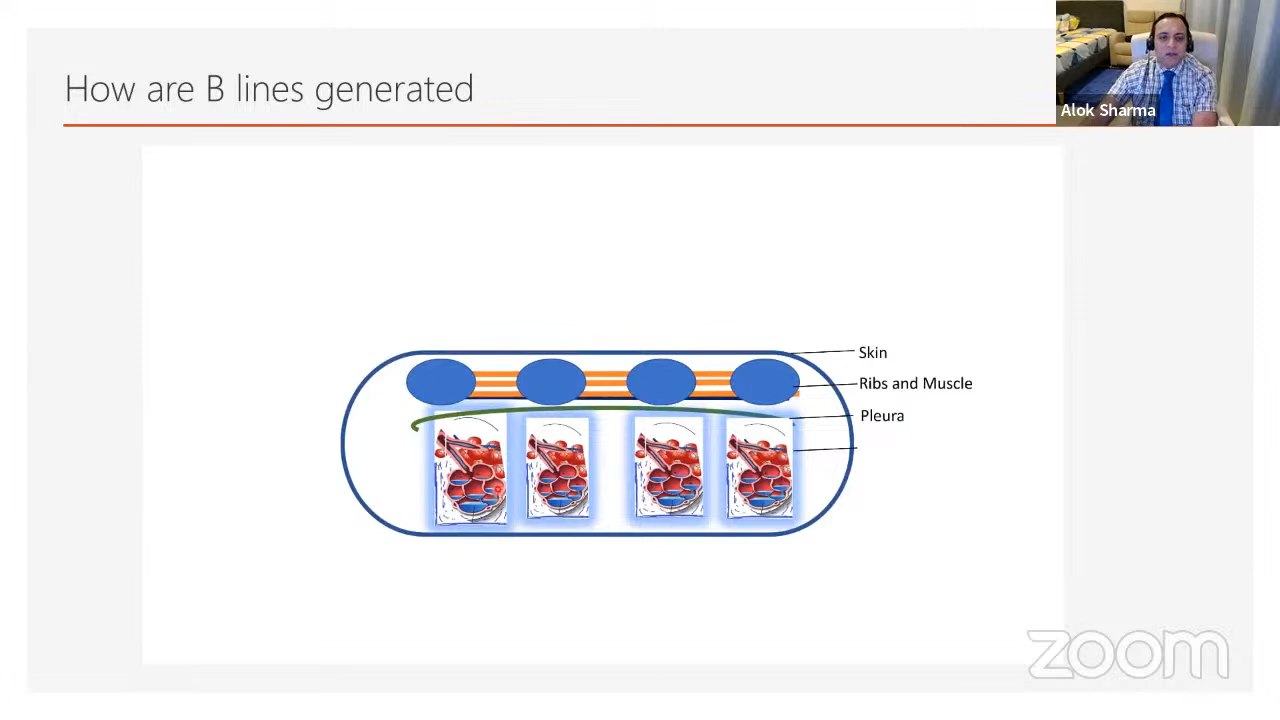 How are B lines generated
Alok Sharma
Skin
Ribs and Muscle
Pleura
zoom